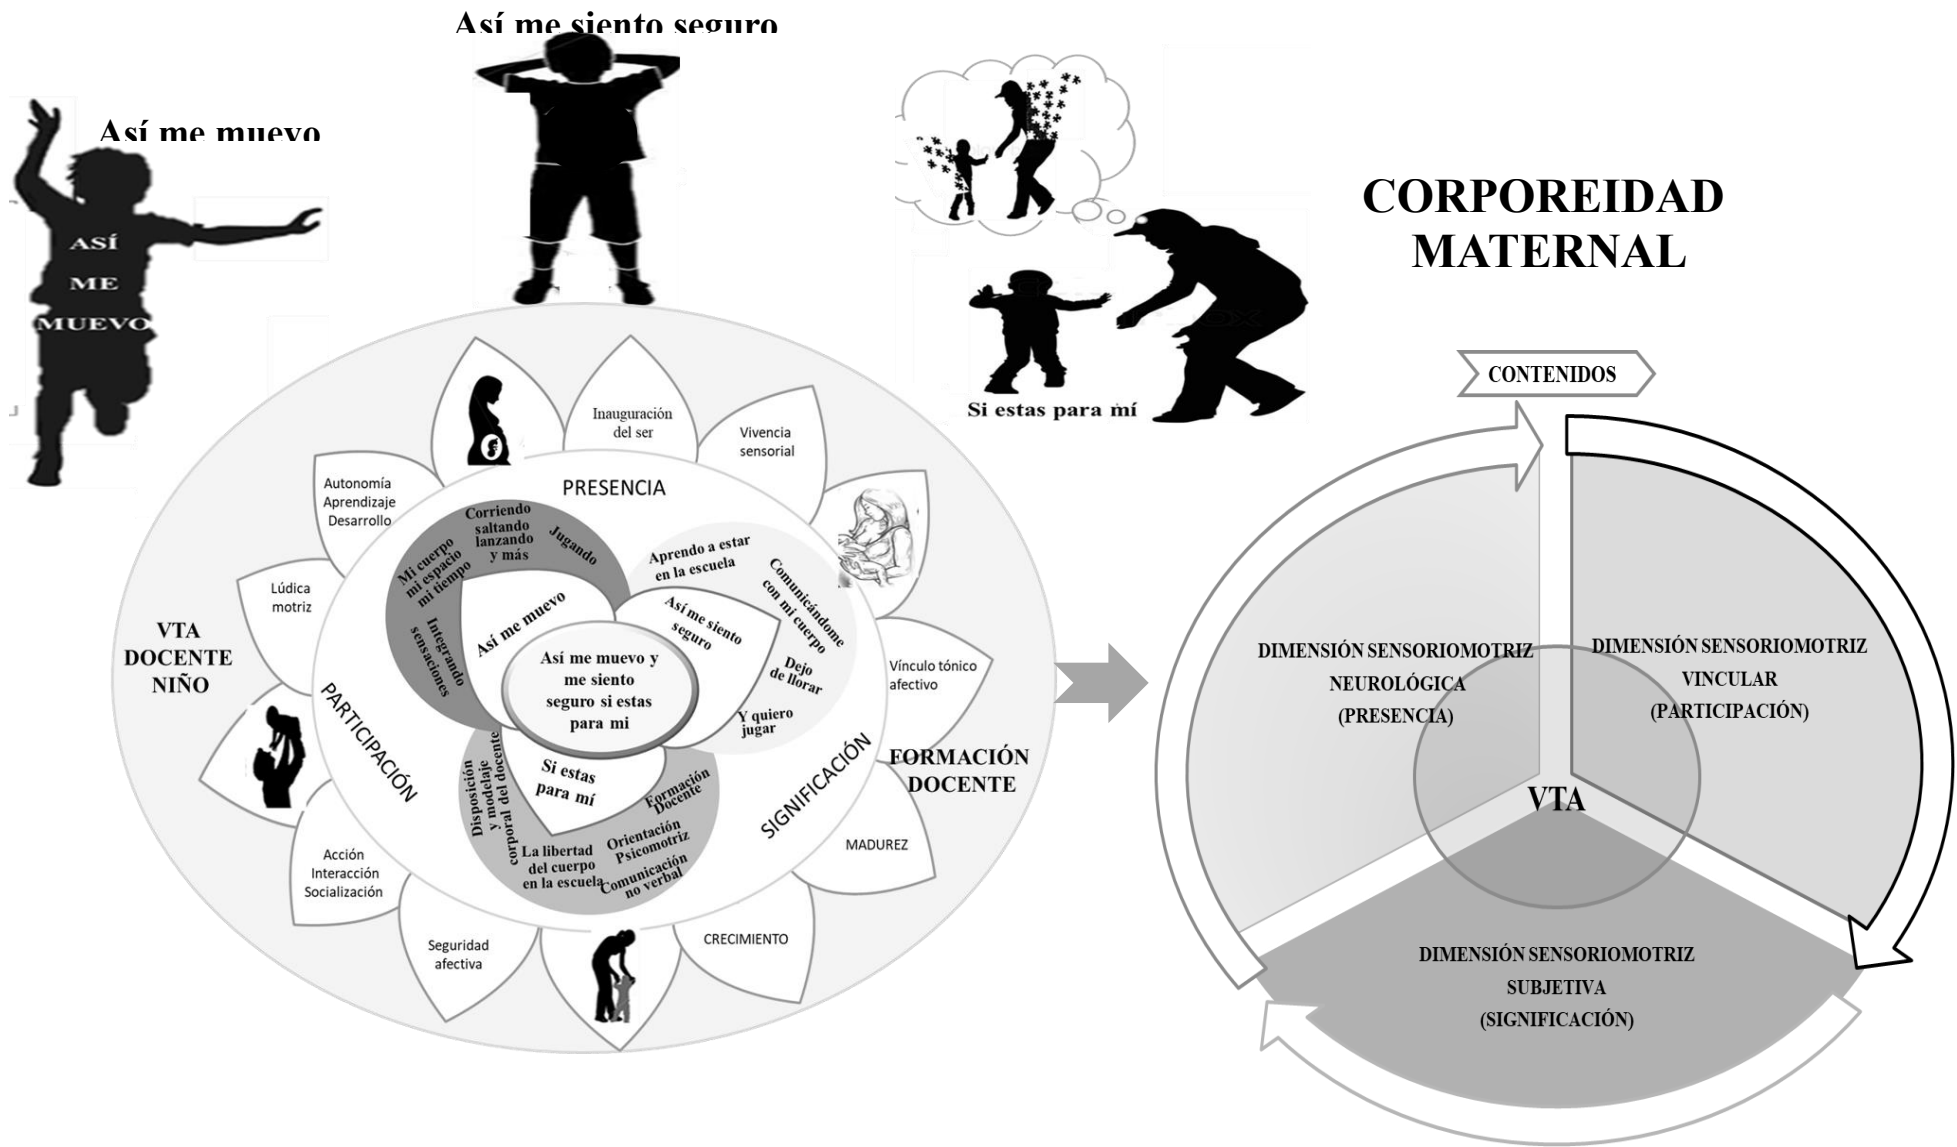 Así me siento seguro
Así me muevo
ASÍ
ME
MUEVO
Si estas para mí
CORPOREIDAD
MATERNAL
CONTENIDOS
Inauguración
del ser
Vivencia
sensorial
Autonomía
Aprendizaje
Desarrollo
Lúdica
motriz
VTA
DOCENTE
NIÑO
Acción
Interacción
Socialización
Seguridad
afectiva
CRECIMIENTO
MADUREZ
Vínculo tónico
afectivo
FORMACIÓN
DOCENTE
PRESENCIA
PARTICIPACIÓN
SIGNIFICACIÓN
Corriendo
saltando
lanzando
y más
Jugando
Mi cuerpo
mi espacio
mi tiempo
Integrando
sensaciones
Así me muevo
Aprendo a estar
en la escuela
Comunicándome
con mi cuerpo
Dejo
de llorar
Y quiero
jugar
Así me siento
seguro
Así me muevo y
me siento
seguro si estas
para mi
Si estas
para mí
Disposición
y modelaje
corporal del docente
La libertad
del cuerpo
en la escuela
Formación
Docente
Orientación
Psicomotriz
Comunicación
no verbal
DIMENSIÓN SENSORIOMOTRIZ
NEUROLÓGICA
(PRESENCIA)
DIMENSIÓN SENSORIOMOTRIZ
VINCULAR
(PARTICIPACIÓN)
VTA
DIMENSIÓN SENSORIOMOTRIZ
SUBJETIVA
(SIGNIFICACIÓN)